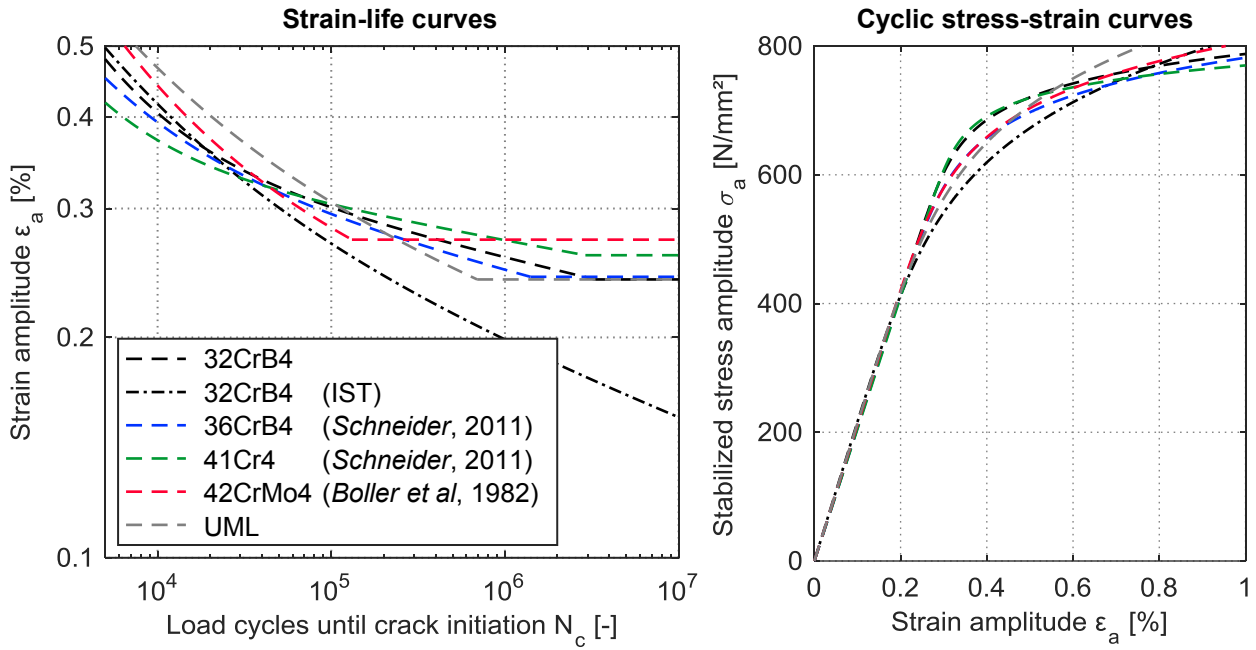 Strain-life curves
Strain amplitude ε_a [%]
0.5
0.4
0.3
0.2
0.1
32CrB4
32CrB4 (IST)
36CrB4 (Schneider, 2011)
41Cr4 (Schneider, 2011)
42CrMo4 (Boller et al, 1982)
UML
10^4
10^5
10^6
10^7
Load cycles until crack initiation N_c [-]
Cyclic stress-strain curves
Stabilized stress amplitude σ_a [N/mm²]
800
600
400
200
0
0
0.2
0.4
0.6
0.8
1
Strain amplitude ε_a [%]